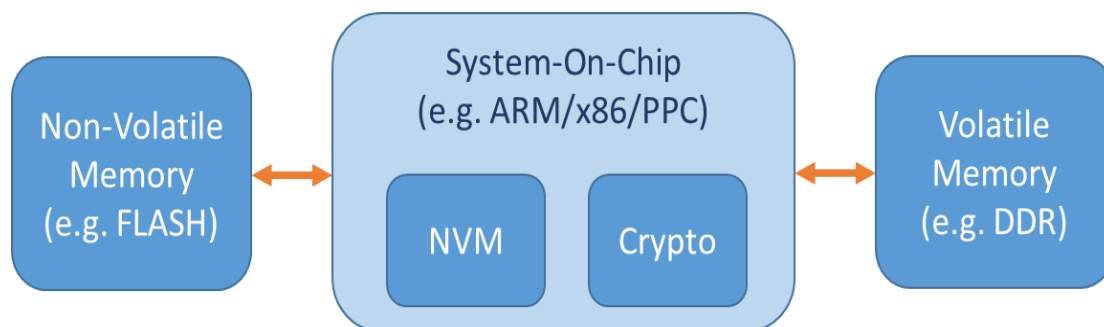 Non-Volatile
Memory
(e.g. FLASH)
System-On-Chip
(e.g. ARM/x86/PPC)
NVM
Crypto
Volatile
Memory
(e.g. DDR)